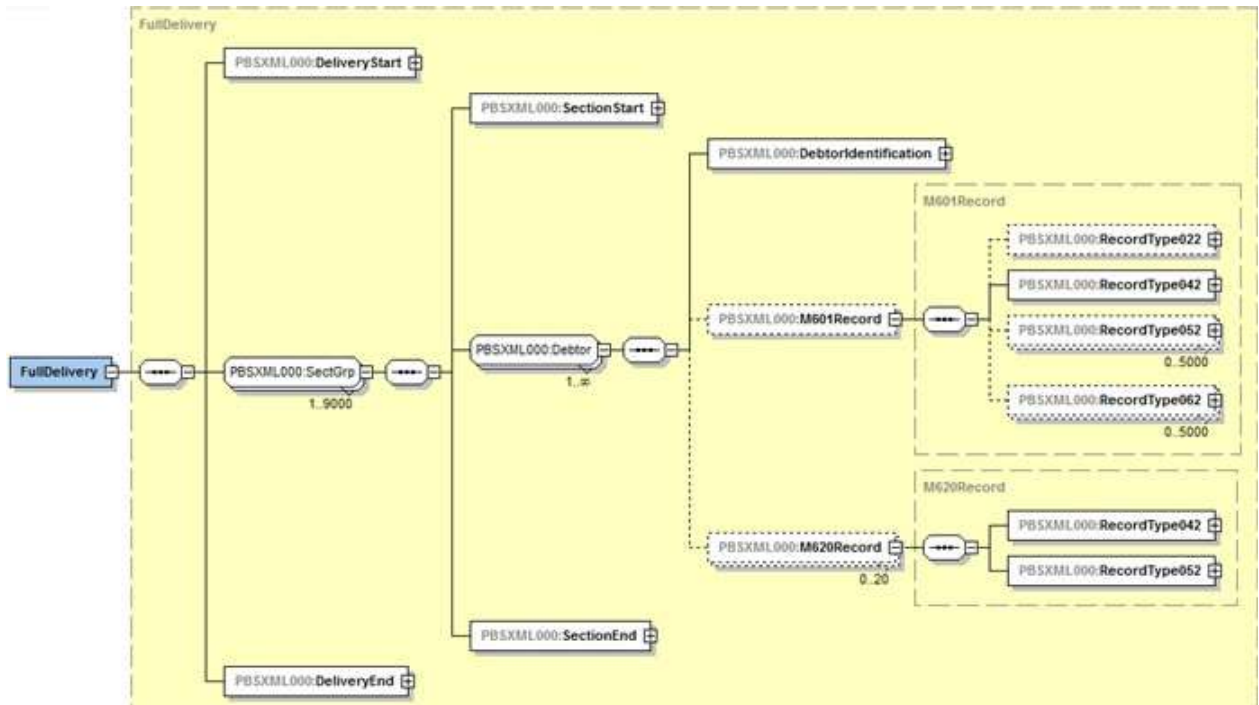 FullDelivery
PBSXML000:DeliveryStart
PBSXML000:SectionStart
PBSXML000:DebtorIdentification
M601Record
PBSXML000:RecordType022
PBSXML000:RecordType042
PBSXML000:M601Record
PBSXML000:RecordType052
0..5000
PBSXML000:Debtor
1..∞
FullDelivery
PBSXML000:SectGrp
1..9000
PBSXML000:RecordType062
0..5000
M620Record
PBSXML000:RecordType042
PBSXML000:M620Record
0..20
PBSXML000:RecordType052
PBSXML000:SectionEnd
PBSXML000:DeliveryEnd